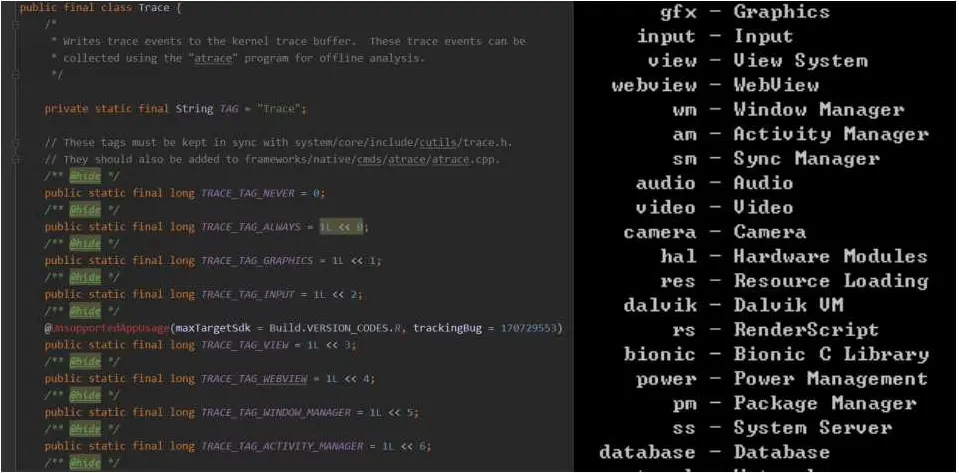 public final class Trace {
/*
* Writes trace events to the kernel trace buffer.  These trace events can be
* collected using the "atrace" program for offline analysis.
*/
private static final String TAG = "Trace";
// These tags must be kept in sync with system/core/include/cutils/trace.h.
// They should also be added to frameworks/native/cmds/atrace/atrace.cpp.
/** @hide */
public static final long TRACE_TAG_NEVER = 0;
/** @hide */
public static final long TRACE_TAG_ALWAYS = 1L << 0;
/** @hide */
public static final long TRACE_TAG_GRAPHICS = 1L << 1;
/** @hide */
public static final long TRACE_TAG_INPUT = 1L << 2;
/** @hide */
@UnsupportedAppUsage(maxTargetSdk = Build.VERSION_CODES.R, trackingBug = 170729553)
public static final long TRACE_TAG_VIEW = 1L << 3;
/** @hide */
public static final long TRACE_TAG_WEBVIEW = 1L << 4;
/** @hide */
public static final long TRACE_TAG_WINDOW_MANAGER = 1L << 5;
/** @hide */
public static final long TRACE_TAG_ACTIVITY_MANAGER = 1L << 6;
/** @hide */
gfx - Graphics
input - Input
view - View System
webview - WebView
wm - Window Manager
am - Activity Manager
sm - Sync Manager
audio - Audio
video - Video
camera - Camera
hal - Hardware Modules
res - Resource Loading
dalvik - Dalvik VM
rs - RenderScript
bionic - Bionic C Library
power - Power Management
pm - Package Manager
ss - System Server
database - Database